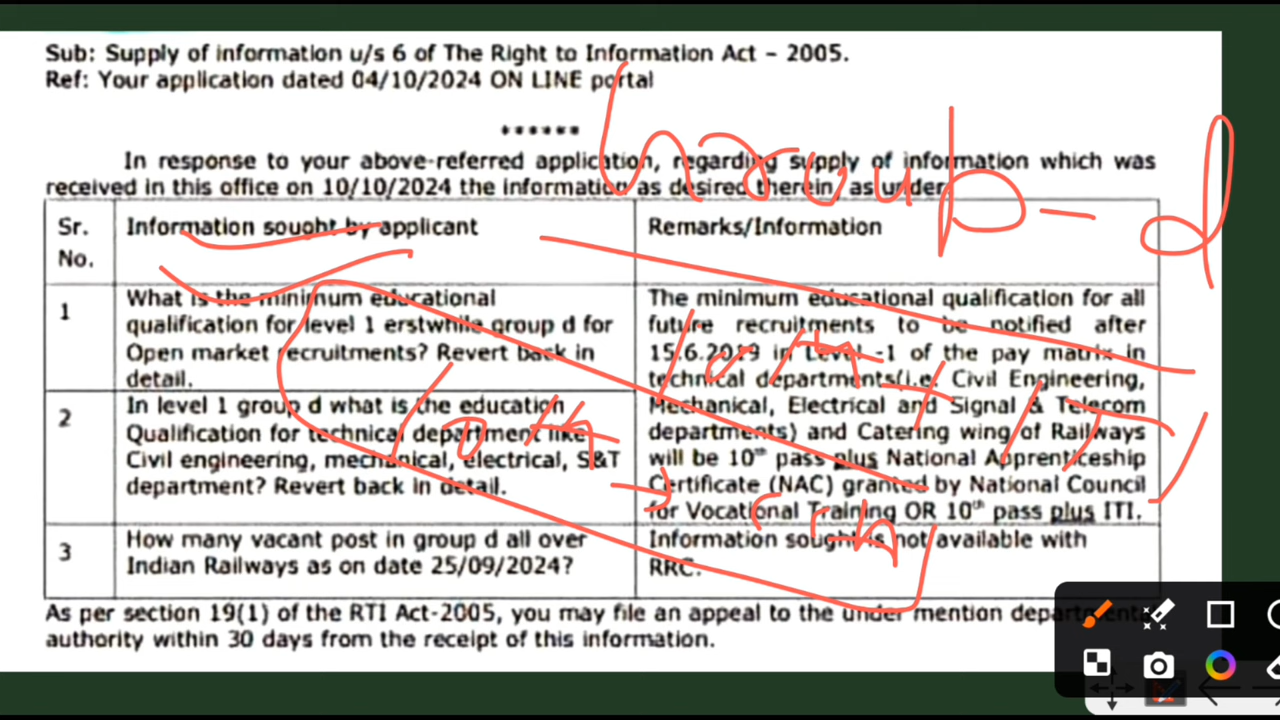 Sub: Supply of information u/s 6 of The Right to Information Act – 2005.
Ref: Your application dated 04/10/2024 ON LINE portal
******
In response to your above-referred application, regarding supply of information which was
received in this office on 10/10/2024 the information as desired therein, as under
Group - d
Sr. No.
Information sought by applicant
Remarks/Information
1
What is the minimum educational
qualification for level 1 erstwhile group d for
Open market recruitments? Revert back in
detail.
The minimum educational qualification for all
future recruitments to be notified after
15.6.2019 in Level -1 of the pay matrix in
technical departments(i.e. Civil Engineering,
Mechanical, Electrical and Signal & Telecom
departments) and Catering wing of Railways
will be 10th pass plus National Apprenticeship
Certificate (NAC) granted by National Council
for Vocational Training OR 10th pass plus ITI.
2
In level 1 group d what is the education
Qualification for technical department like
Civil engineering, mechanical, electrical, S&T
department? Revert back in detail.
3
How many vacant post in group d all over
Indian Railways as on date 25/09/2024?
Information sought is not available with
RRC.
10th + ITI
10th
As per section 19(1) of the RTI Act-2005, you may file an appeal to the under mention departmental
authority within 30 days from the receipt of this information.